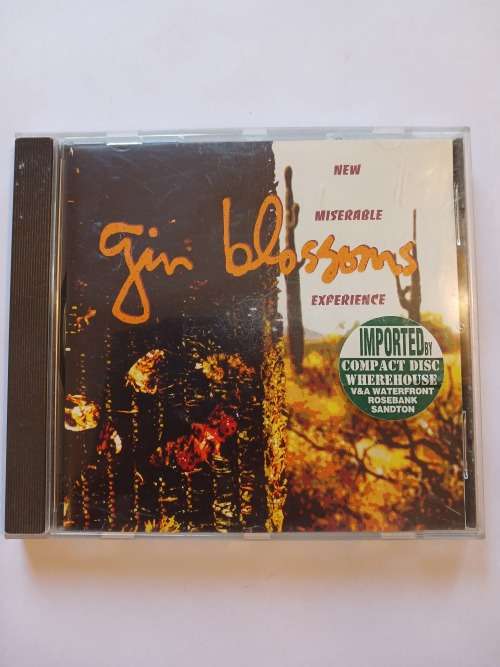 NEW
MISERABLE
gin blossoms
EXPERIENCE
IMPORTED BY
COMPACT DISC
WHEREHOUSE
V&A WATERFRONT
ROSEBANK
SANDTON